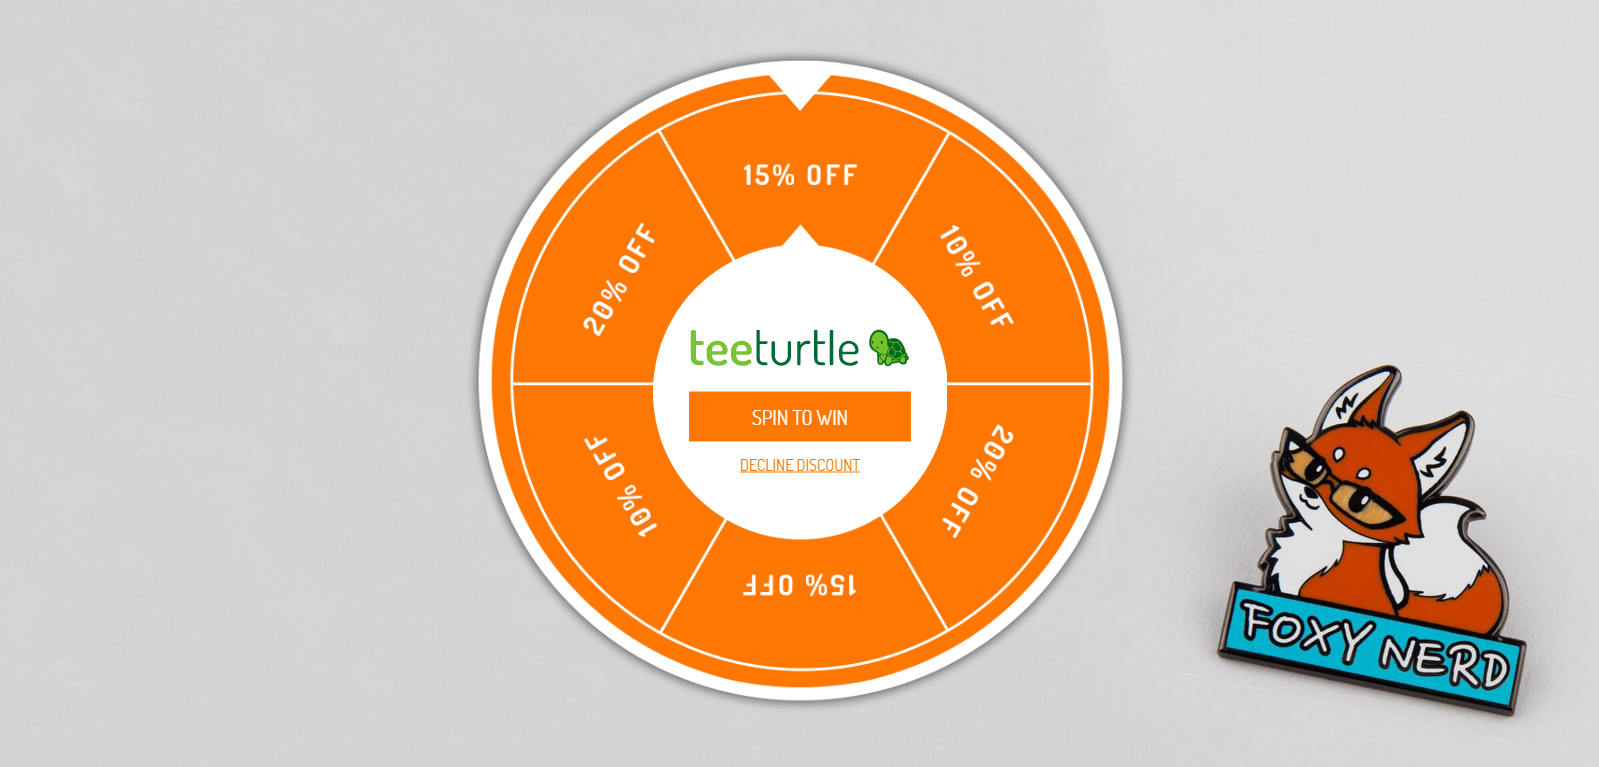 15% OFF
20% OFF
10% OFF
teeturtle
SPIN TO WIN
DECLINE DISCOUNT
10% OFF
20% OFF
15% OFF
FOXY NERD